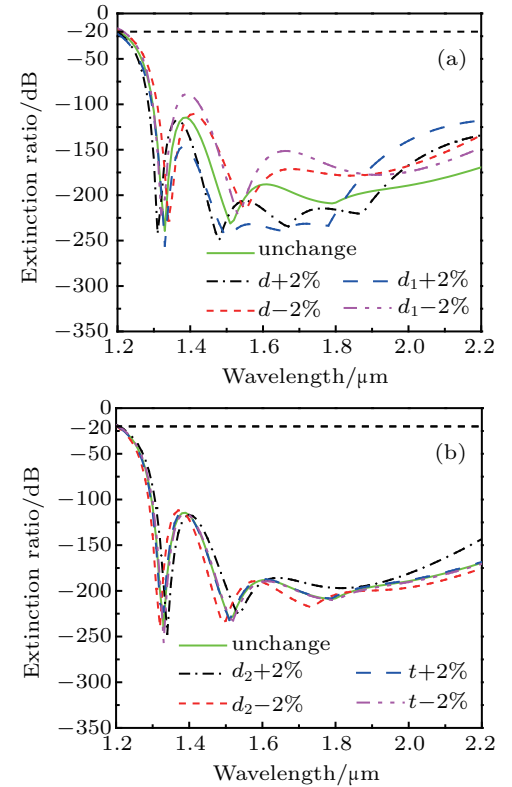 0
−20
−50
−100
−150
−200
−250
−300
−350
Extinction ratio/dB
(a)
unchange
d+2% d₁+2%
d−2% d₁−2%
1.2 1.4 1.6 1.8 2.0 2.2
Wavelength/μm
0
−20
−50
−100
−150
−200
−250
−300
−350
Extinction ratio/dB
(b)
unchange
d₂+2% t+2%
d₂−2% t−2%
1.2 1.4 1.6 1.8 2.0 2.2
Wavelength/μm